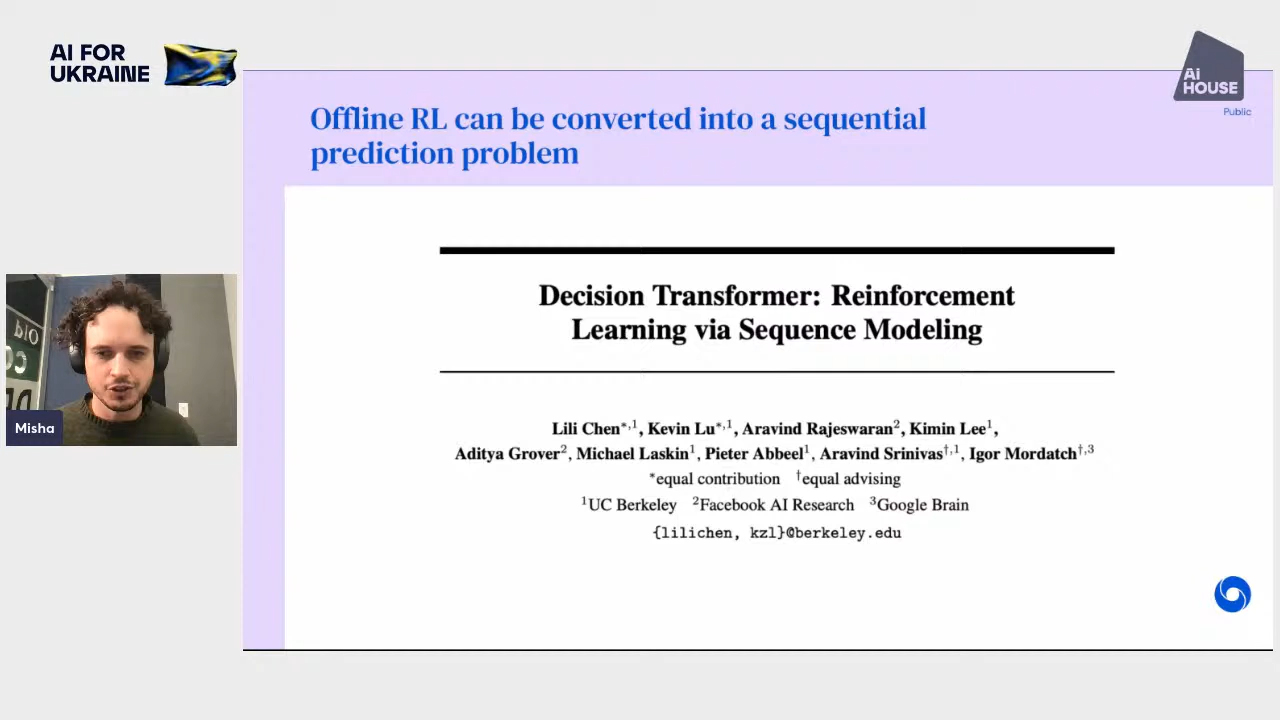 AI FOR
UKRAINE
Ai
HOUSE
Public
Offline RL can be converted into a sequential
prediction problem
Decision Transformer: Reinforcement
Learning via Sequence Modeling
Lili Chen*,1, Kevin Lu*,1, Aravind Rajeswaran2, Kimin Lee1,
Aditya Grover2, Michael Laskin1, Pieter Abbeel1, Aravind Srinivas†,1, Igor Mordatch†,3
*equal contribution †equal advising
1UC Berkeley 2Facebook AI Research 3Google Brain
{lilichen, kzl}@berkeley.edu
Old
Misha